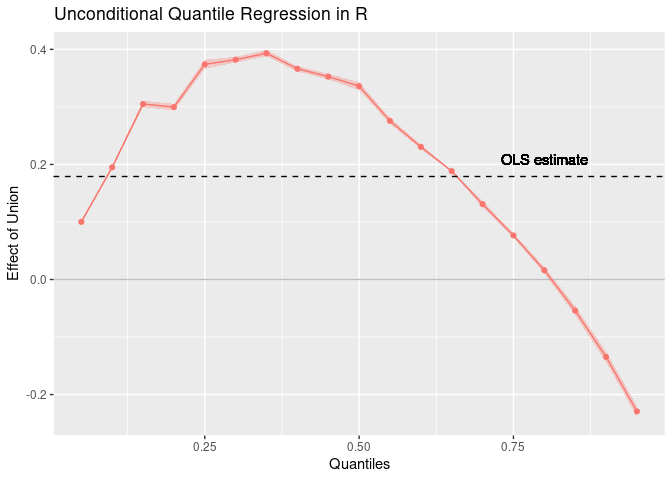 Unconditional Quantile Regression in R
0.4
0.2
0.0
-0.2
Effect of Union
OLS estimate
0.25
0.50
0.75
Quantiles